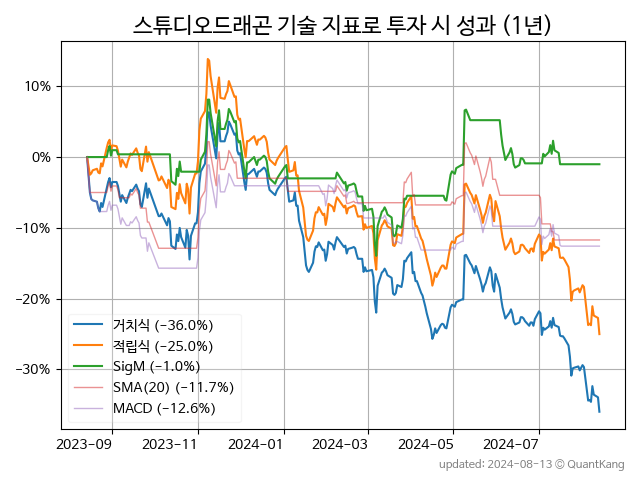 스튜디오드래곤 기술 지표로 투자 시 성과 (1년)
10%
0%
−10%
−20%
−30%
거치식 (−36.0%)
적립식 (−25.0%)
SigM (−1.0%)
SMA(20) (−11.7%)
MACD (−12.6%)
2023-09
2023-11
2024-01
2024-03
2024-05
2024-07
updated: 2024-08-13 © QuantKang